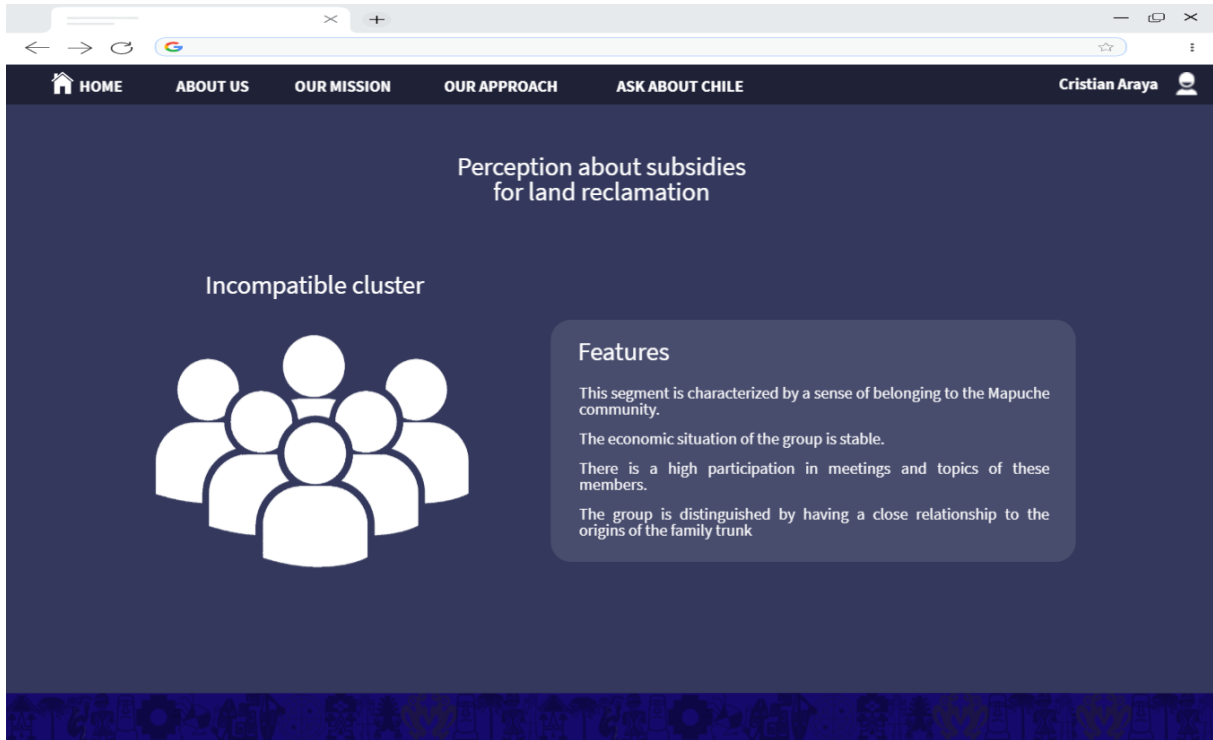 HOME ABOUT US OUR MISSION OUR APPROACH ASK ABOUT CHILE Cristian Araya
Perception about subsidies
for land reclamation
Incompatible cluster
Features
This segment is characterized by a sense of belonging to the Mapuche
community.
The economic situation of the group is stable.
There is a high participation in meetings and topics of these
members.
The group is distinguished by having a close relationship to the
origins of the family trunk